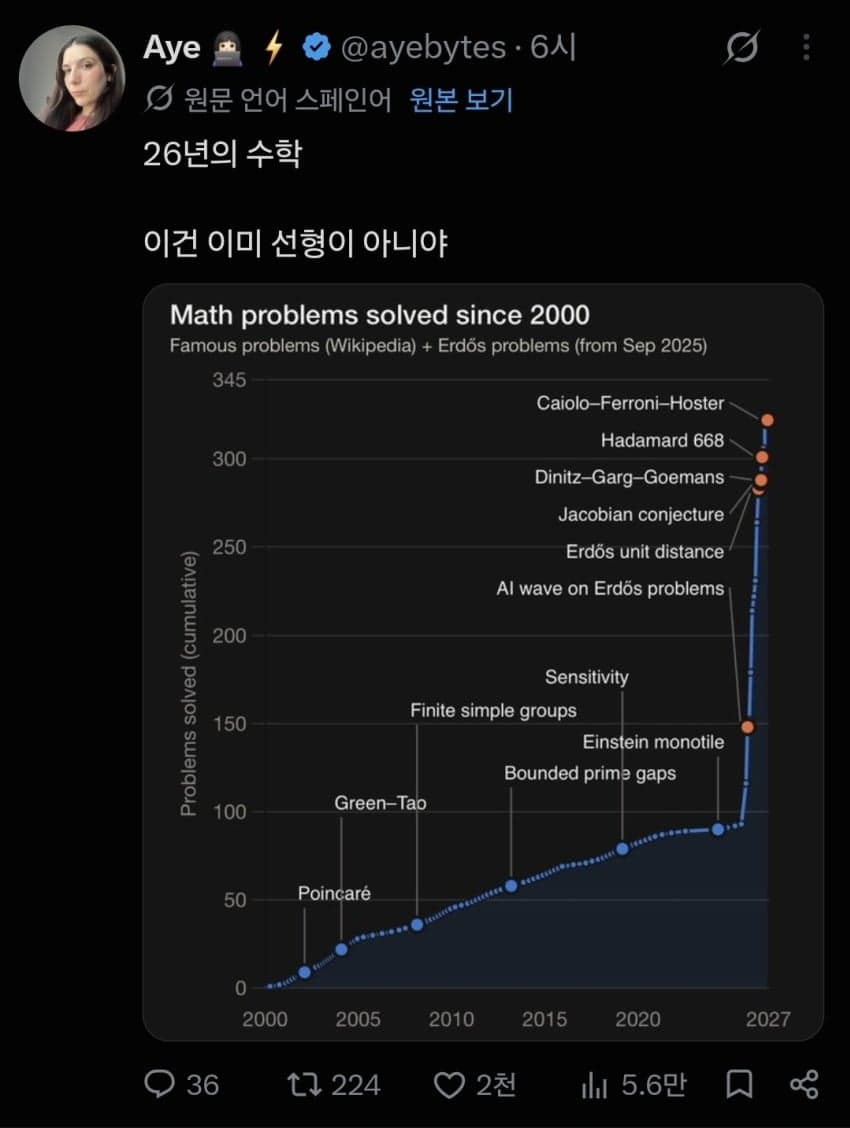 Aye 👩🏻‍💻 ⚡ @ayebytes · 6시
원문 언어 스페인어 원본 보기
26년의 수학
이건 이미 선형이 아니야
Math problems solved since 2000
Famous problems (Wikipedia) + Erdős problems (from Sep 2025)
345
Caiolo–Ferroni–Hoster
Hadamard 668
300
Dinitz–Garg–Goemans
Jacobian conjecture
250
Erdős unit distance
AI wave on Erdős problems
Problems solved (cumulative)
200
Sensitivity
Finite simple groups
150
Einstein monotile
Bounded prime gaps
Green–Tao
100
Poincaré
50
0
2000 2005 2010 2015 2020 2027
36 224 2천 5.6만